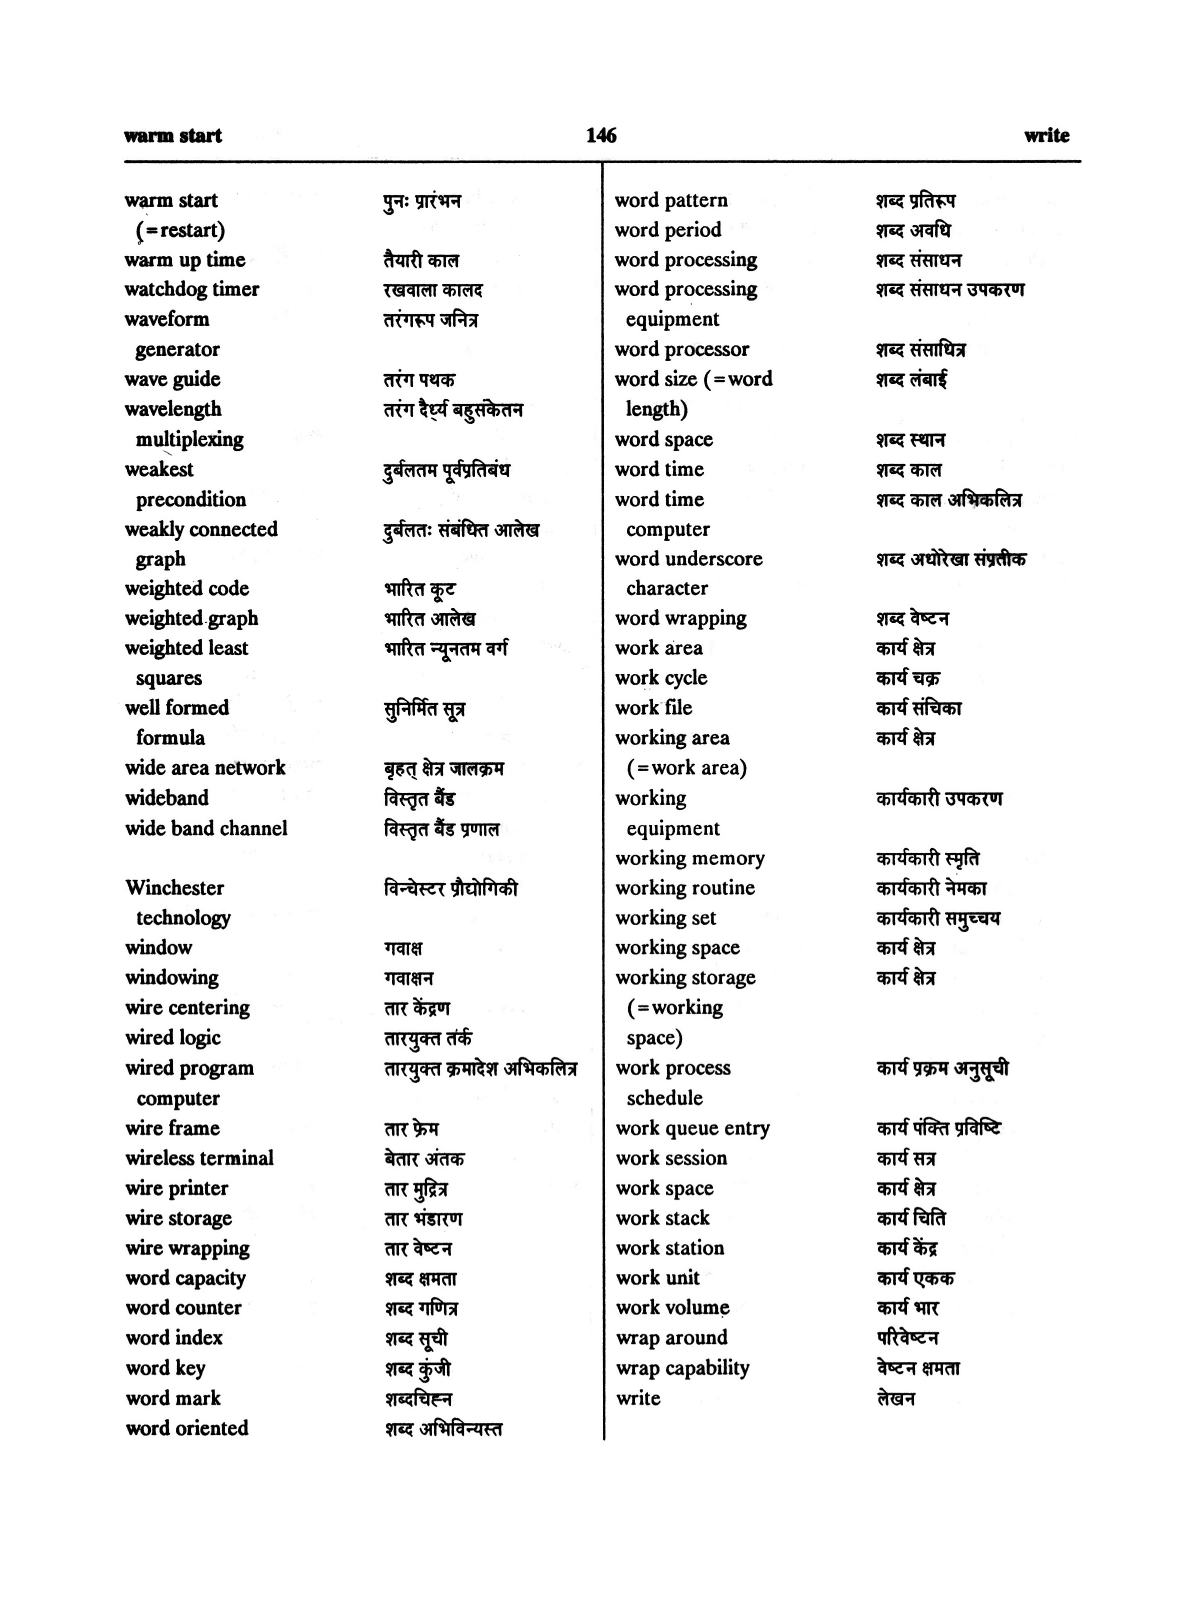 warm start 146 write
warm start पुनः प्रारंभन
(=restart)
warm up time तैयारी काल
watchdog timer रखवाला कालद
waveform तरंगरूप जनित्र
generator
wave guide तरंग पथक
wavelength तरंग दैर्ध्य बहुसंकेतन
multiplexing
weakest दुर्बलतम पूर्वप्रतिबंध
precondition
weakly connected दुर्बलतः संबंधित आलेख
graph
weighted code भारित कूट
weighted graph भारित आलेख
weighted least भारित न्यूनतम वर्ग
squares
well formed सुनिर्मित सूत्र
formula
wide area network बृहत् क्षेत्र जालक्रम
wideband विस्तृत बैंड
wide band channel विस्तृत बैंड प्रणाल
Winchester विन्चेस्टर प्रौद्योगिकी
technology
window गवाक्ष
windowing गवाक्षन
wire centering तार केंद्रण
wired logic तारयुक्त तर्क
wired program तारयुक्त क्रमादेश अभिकलित्र
computer
wire frame तार फ्रेम
wireless terminal बेतार अंतक
wire printer तार मुद्रित्र
wire storage तार भंडारण
wire wrapping तार वेष्टन
word capacity शब्द क्षमता
word counter शब्द गणित्र
word index शब्द सूची
word key शब्द कुंजी
word mark शब्दचिह्न
word oriented शब्द अभिविन्यस्त
word pattern शब्द प्रतिरूप
word period शब्द अवधि
word processing शब्द संसाधन
word processing शब्द संसाधन उपकरण
equipment
word processor शब्द संसाधित्र
word size (=word शब्द लंबाई
length)
word space शब्द स्थान
word time शब्द काल
word time शब्द काल अभिकलित्र
computer
word underscore शब्द अधोरेखा संप्रतीक
character
word wrapping शब्द वेष्टन
work area कार्य क्षेत्र
work cycle कार्य चक्र
work file कार्य संचिका
working area कार्य क्षेत्र
(=work area)
working कार्यकारी उपकरण
equipment
working memory कार्यकारी स्मृति
working routine कार्यकारी नेमका
working set कार्यकारी समुच्चय
working space कार्य क्षेत्र
working storage कार्य क्षेत्र
(=working
space)
work process कार्य प्रक्रम अनुसूची
schedule
work queue entry कार्य पंक्ति प्रविष्टि
work session कार्य सत्र
work space कार्य क्षेत्र
work stack कार्य चिति
work station कार्य केंद्र
work unit कार्य एकक
work volume कार्य भार
wrap around परिवेष्टन
wrap capability वेष्टन क्षमता
write लेखन